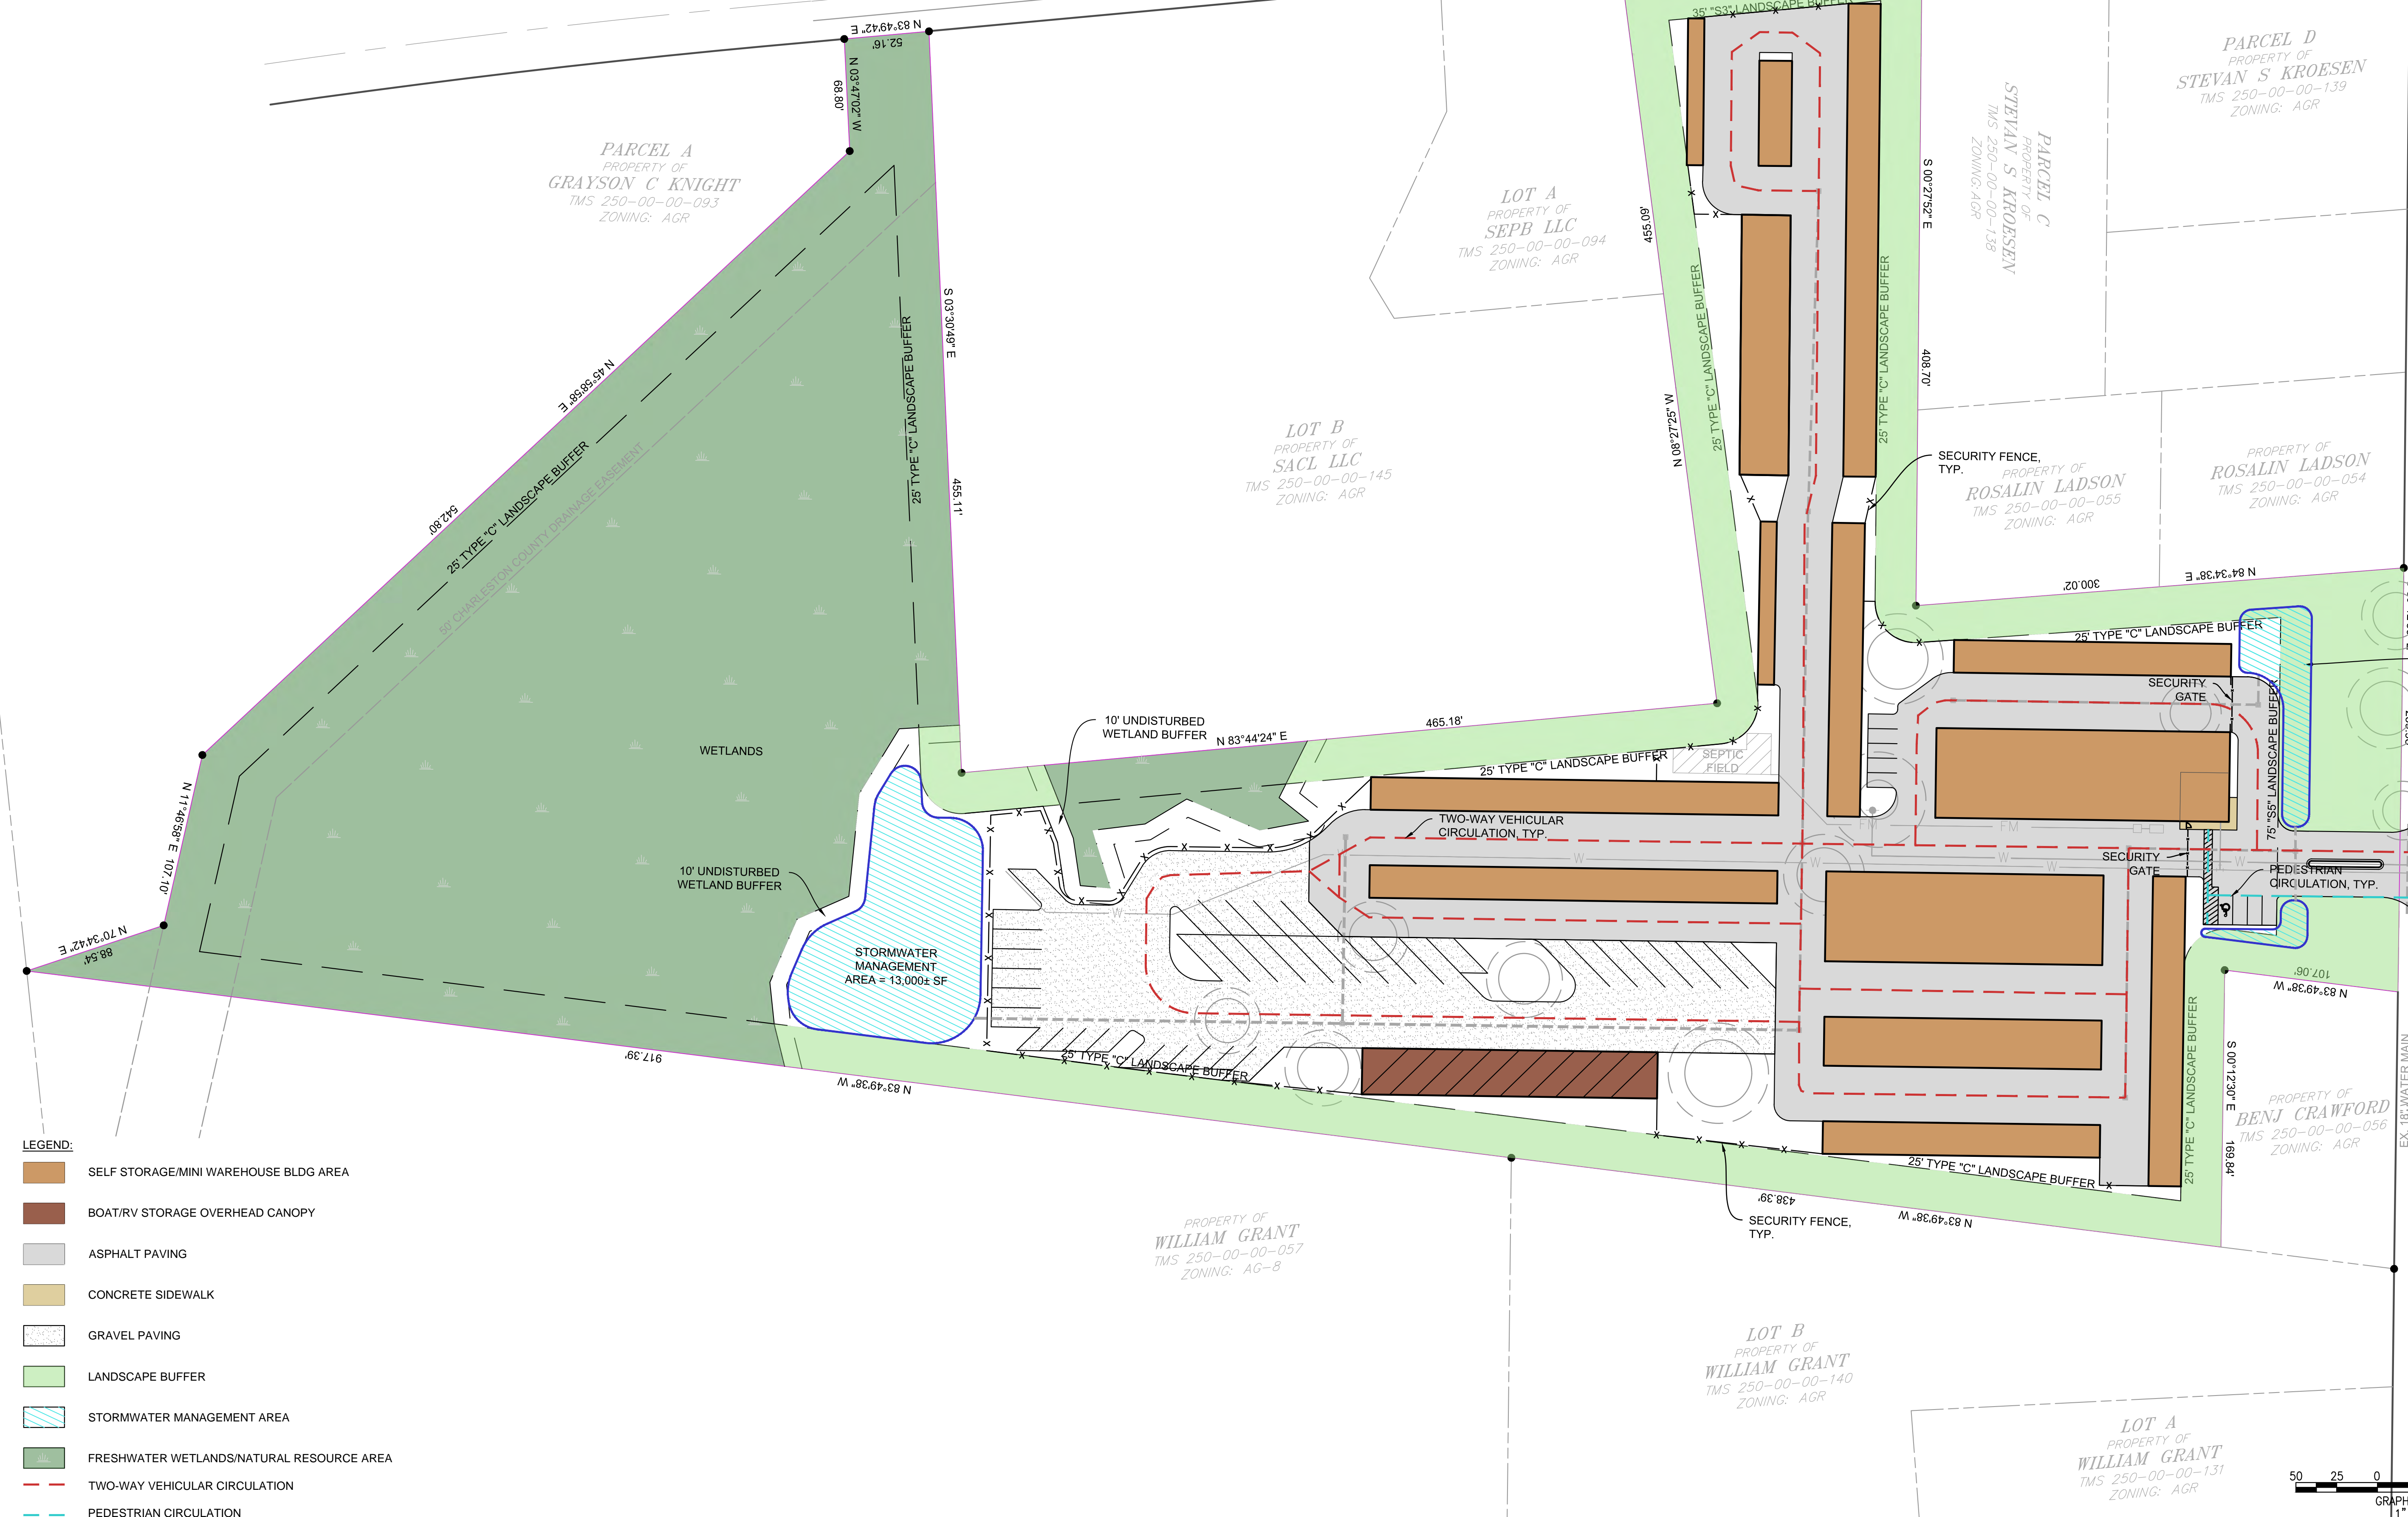 N 83°49'42" E
52.16'
N 03°47'02" W
68.80'
PARCEL A
PROPERTY OF
GRAYSON C KNIGHT
TMS 250-00-00-093
ZONING: AGR
S 03°30'49" E
455.11'
25' TYPE "C" LANDSCAPE BUFFER
N 45°58'58" E
542.80'
25' TYPE "C" LANDSCAPE BUFFER
50' CHARLESTON COUNTY DRAINAGE EASEMENT
N 11°46'58" E 107.10'
N 70°34'42" E
88.54'
WETLANDS
10' UNDISTURBED
WETLAND BUFFER
10' UNDISTURBED
WETLAND BUFFER
STORMWATER
MANAGEMENT
AREA = 13,000± SF
917.39'
N 83°49'38" W
25' TYPE "C" LANDSCAPE BUFFER
LOT A
PROPERTY OF
SEPB LLC
TMS 250-00-00-094
ZONING: AGR
LOT B
PROPERTY OF
SACL LLC
TMS 250-00-00-145
ZONING: AGR
465.18'
N 83°44'24" E
25' TYPE "C" LANDSCAPE BUFFER
35' "S3" LANDSCAPE BUFFER
455.09'
N 08°27'25" W
25' TYPE "C" LANDSCAPE BUFFER
25' TYPE "C" LANDSCAPE BUFFER
S 00°27'52" E
408.70'
PARCEL C
PROPERTY OF
STEVAN S KROESEN
TMS 250-00-00-138
ZONING: AGR
PARCEL D
PROPERTY OF
STEVAN S KROESEN
TMS 250-00-00-139
ZONING: AGR
SECURITY FENCE,
TYP.
PROPERTY OF
ROSALIN LADSON
TMS 250-00-00-055
ZONING: AGR
PROPERTY OF
ROSALIN LADSON
TMS 250-00-00-054
ZONING: AGR
300.02'
N 84°34'38" E
25' TYPE "C" LANDSCAPE BUFFER
SECURITY
GATE
75' "S5" LANDSCAPE BUFFER
SEPTIC
FIELD
TWO-WAY VEHICULAR
CIRCULATION, TYP.
FM
FM
W
W
W
W
W
W
W
SECURITY
GATE
PEDESTRIAN
CIRCULATION, TYP.
107.06'
N 83°49'38" W
S 00°12'30" E
169.84'
25' TYPE "C" LANDSCAPE BUFFER
PROPERTY OF
BENJ CRAWFORD
TMS 250-00-00-056
ZONING: AGR
EX. 18" WATER MAIN
25' TYPE "C" LANDSCAPE BUFFER
438.39'
N 83°49'38" W
SECURITY FENCE,
TYP.
PROPERTY OF
WILLIAM GRANT
TMS 250-00-00-057
ZONING: AG-8
LOT B
PROPERTY OF
WILLIAM GRANT
TMS 250-00-00-140
ZONING: AGR
LOT A
PROPERTY OF
WILLIAM GRANT
TMS 250-00-00-131
ZONING: AGR
50 25 0
GRAPH
1"
LEGEND:
SELF STORAGE/MINI WAREHOUSE BLDG AREA
BOAT/RV STORAGE OVERHEAD CANOPY
ASPHALT PAVING
CONCRETE SIDEWALK
GRAVEL PAVING
LANDSCAPE BUFFER
STORMWATER MANAGEMENT AREA
FRESHWATER WETLANDS/NATURAL RESOURCE AREA
TWO-WAY VEHICULAR CIRCULATION
PEDESTRIAN CIRCULATION